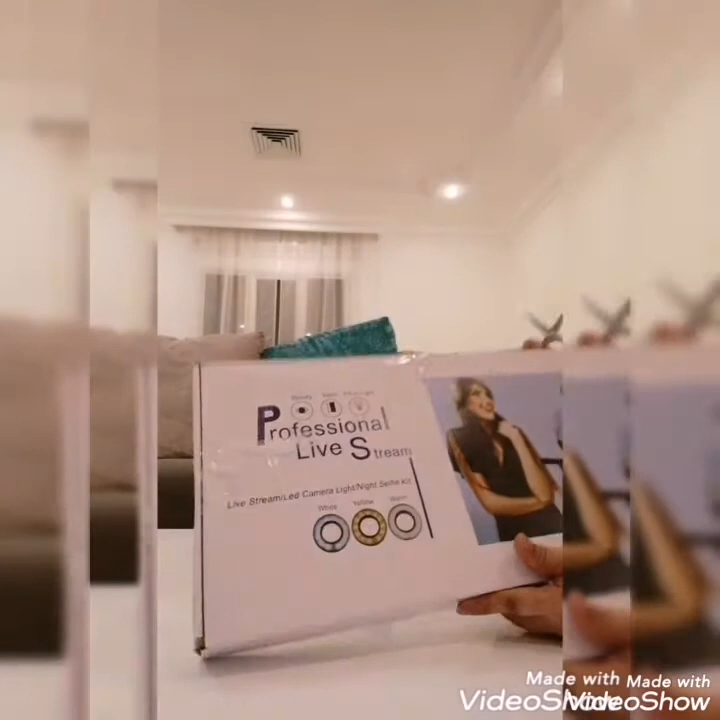 Beauty
Professional
Live Stream
Live Stream/Led Camera Light/Night Selfie Kit
White Yellow Warm
Made with
VideoShow
Made with
VideoShow